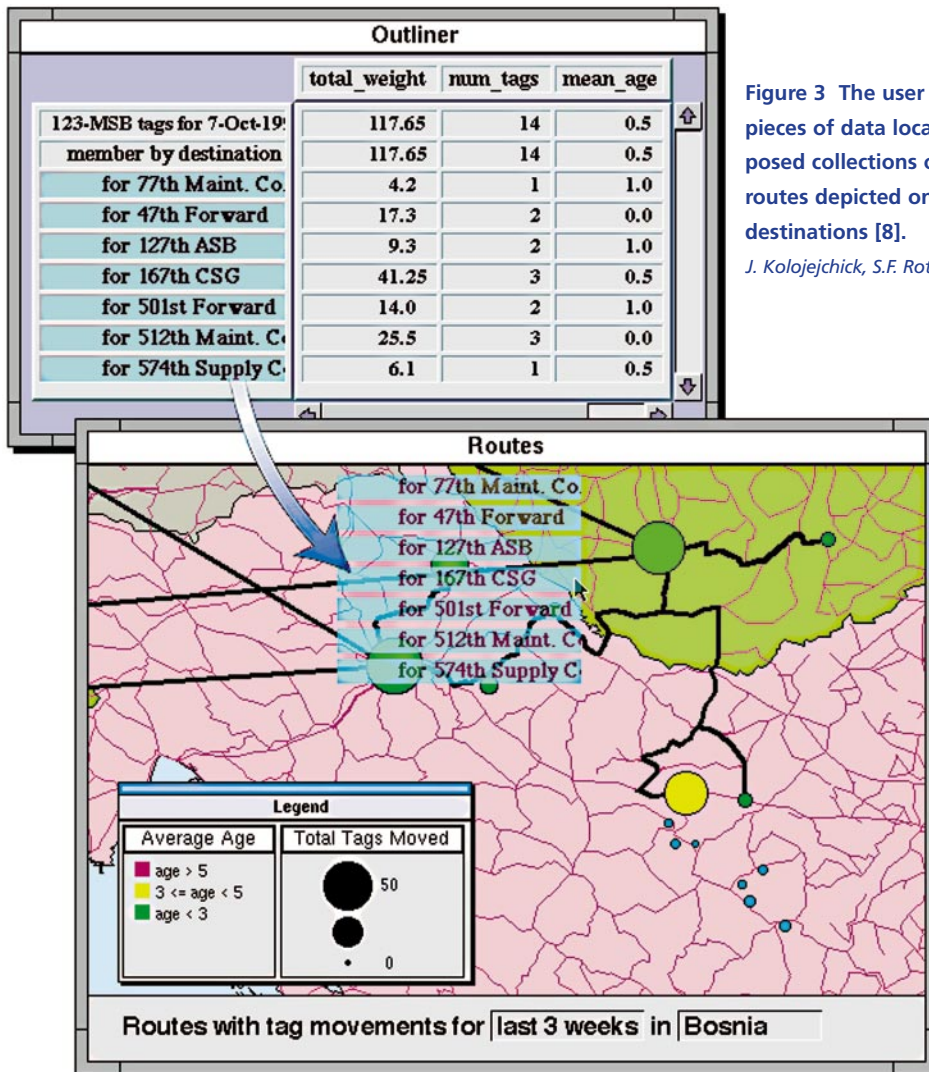 Outliner
total_weight num_tags mean_age
123-MSB tags for 7-Oct-19 117.65 14 0.5
member by destination 117.65 14 0.5
for 77th Maint. Co. 4.2 1 1.0
for 47th Forward 17.3 2 0.0
for 127th ASB 9.3 2 1.0
for 167th CSG 41.25 3 0.5
for 501st Forward 14.0 2 1.0
for 512th Maint. C 25.5 3 0.0
for 574th Supply C 6.1 1 0.5
Figure 3 The user
pieces of data loca
posed collections o
routes depicted on
destinations [8].
J. Kolojejchick, S.F. Rot
Routes
for 77th Maint. Co.
for 47th Forward
for 127th ASB
for 167th CSG
for 501st Forward
for 512th Maint. C
for 574th Supply C
Legend
Average Age Total Tags Moved
age > 5
3 <= age < 5
age < 3
50
0
Routes with tag movements for last 3 weeks in Bosnia